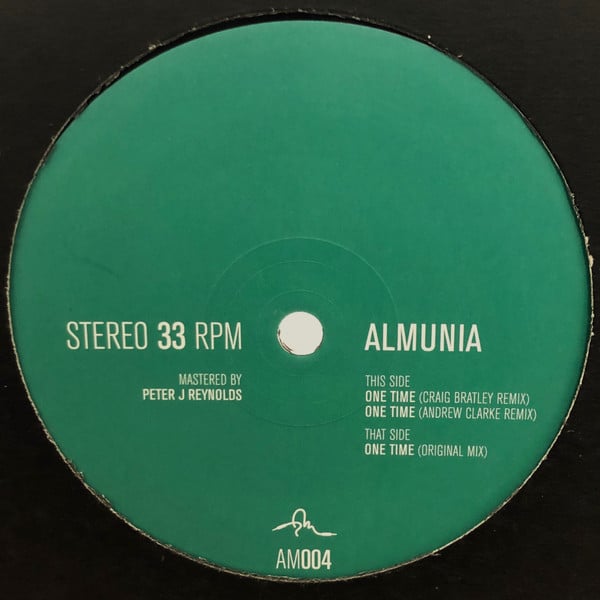 STEREO 33 RPM
MASTERED BY
PETER J REYNOLDS
ALMUNIA
THIS SIDE
ONE TIME (CRAIG BRATLEY REMIX)
ONE TIME (ANDREW CLARKE REMIX)
THAT SIDE
ONE TIME (ORIGINAL MIX)
AM004